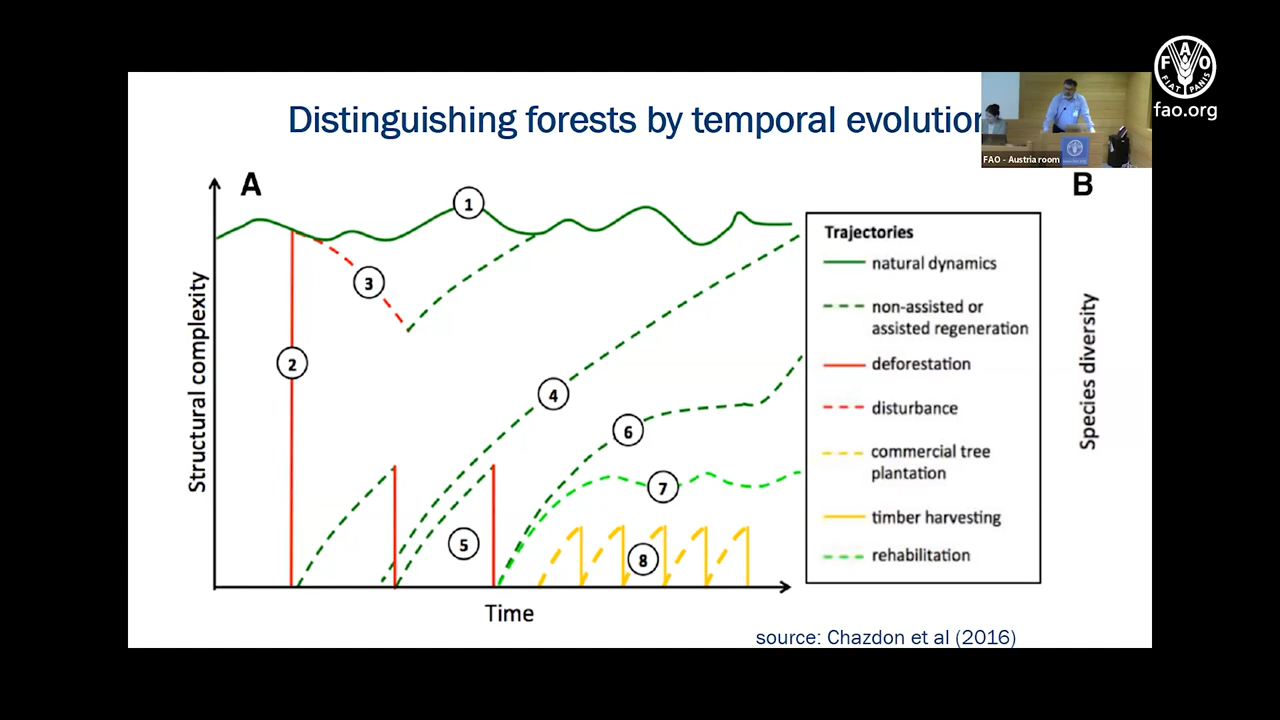 Distinguishing forests by temporal evolution
FAO - Austria room
FAO
FIAT PANIS
fao.org
A
B
Structural complexity
1
2
3
4
5
6
7
8
Time
Trajectories
natural dynamics
non-assisted or
assisted regeneration
deforestation
disturbance
commercial tree
plantation
timber harvesting
rehabilitation
Species diversity
source: Chazdon et al (2016)